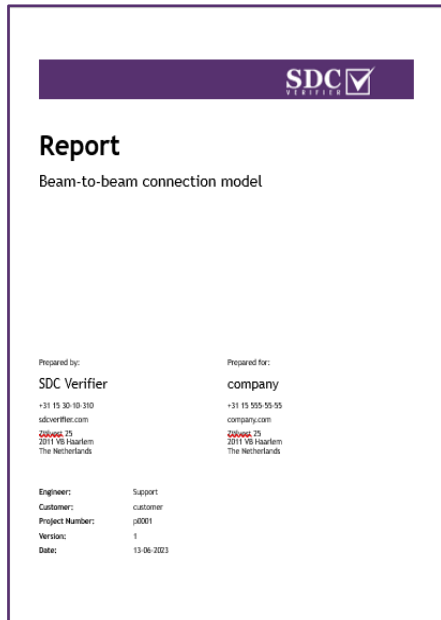 SDC
VERIFIER
Report
Beam-to-beam connection model
Prepared by:
SDC Verifier
+31 15 30-10-310
sdcverifier.com
Zijlvest 25
2011 VB Haarlem
The Netherlands
Prepared for:
company
+31 15 555-55-55
company.com
Zijlvest 25
2011 VB Haarlem
The Netherlands
Engineer: Support
Customer: customer
Project Number: p0001
Version: 1
Date: 13-06-2023